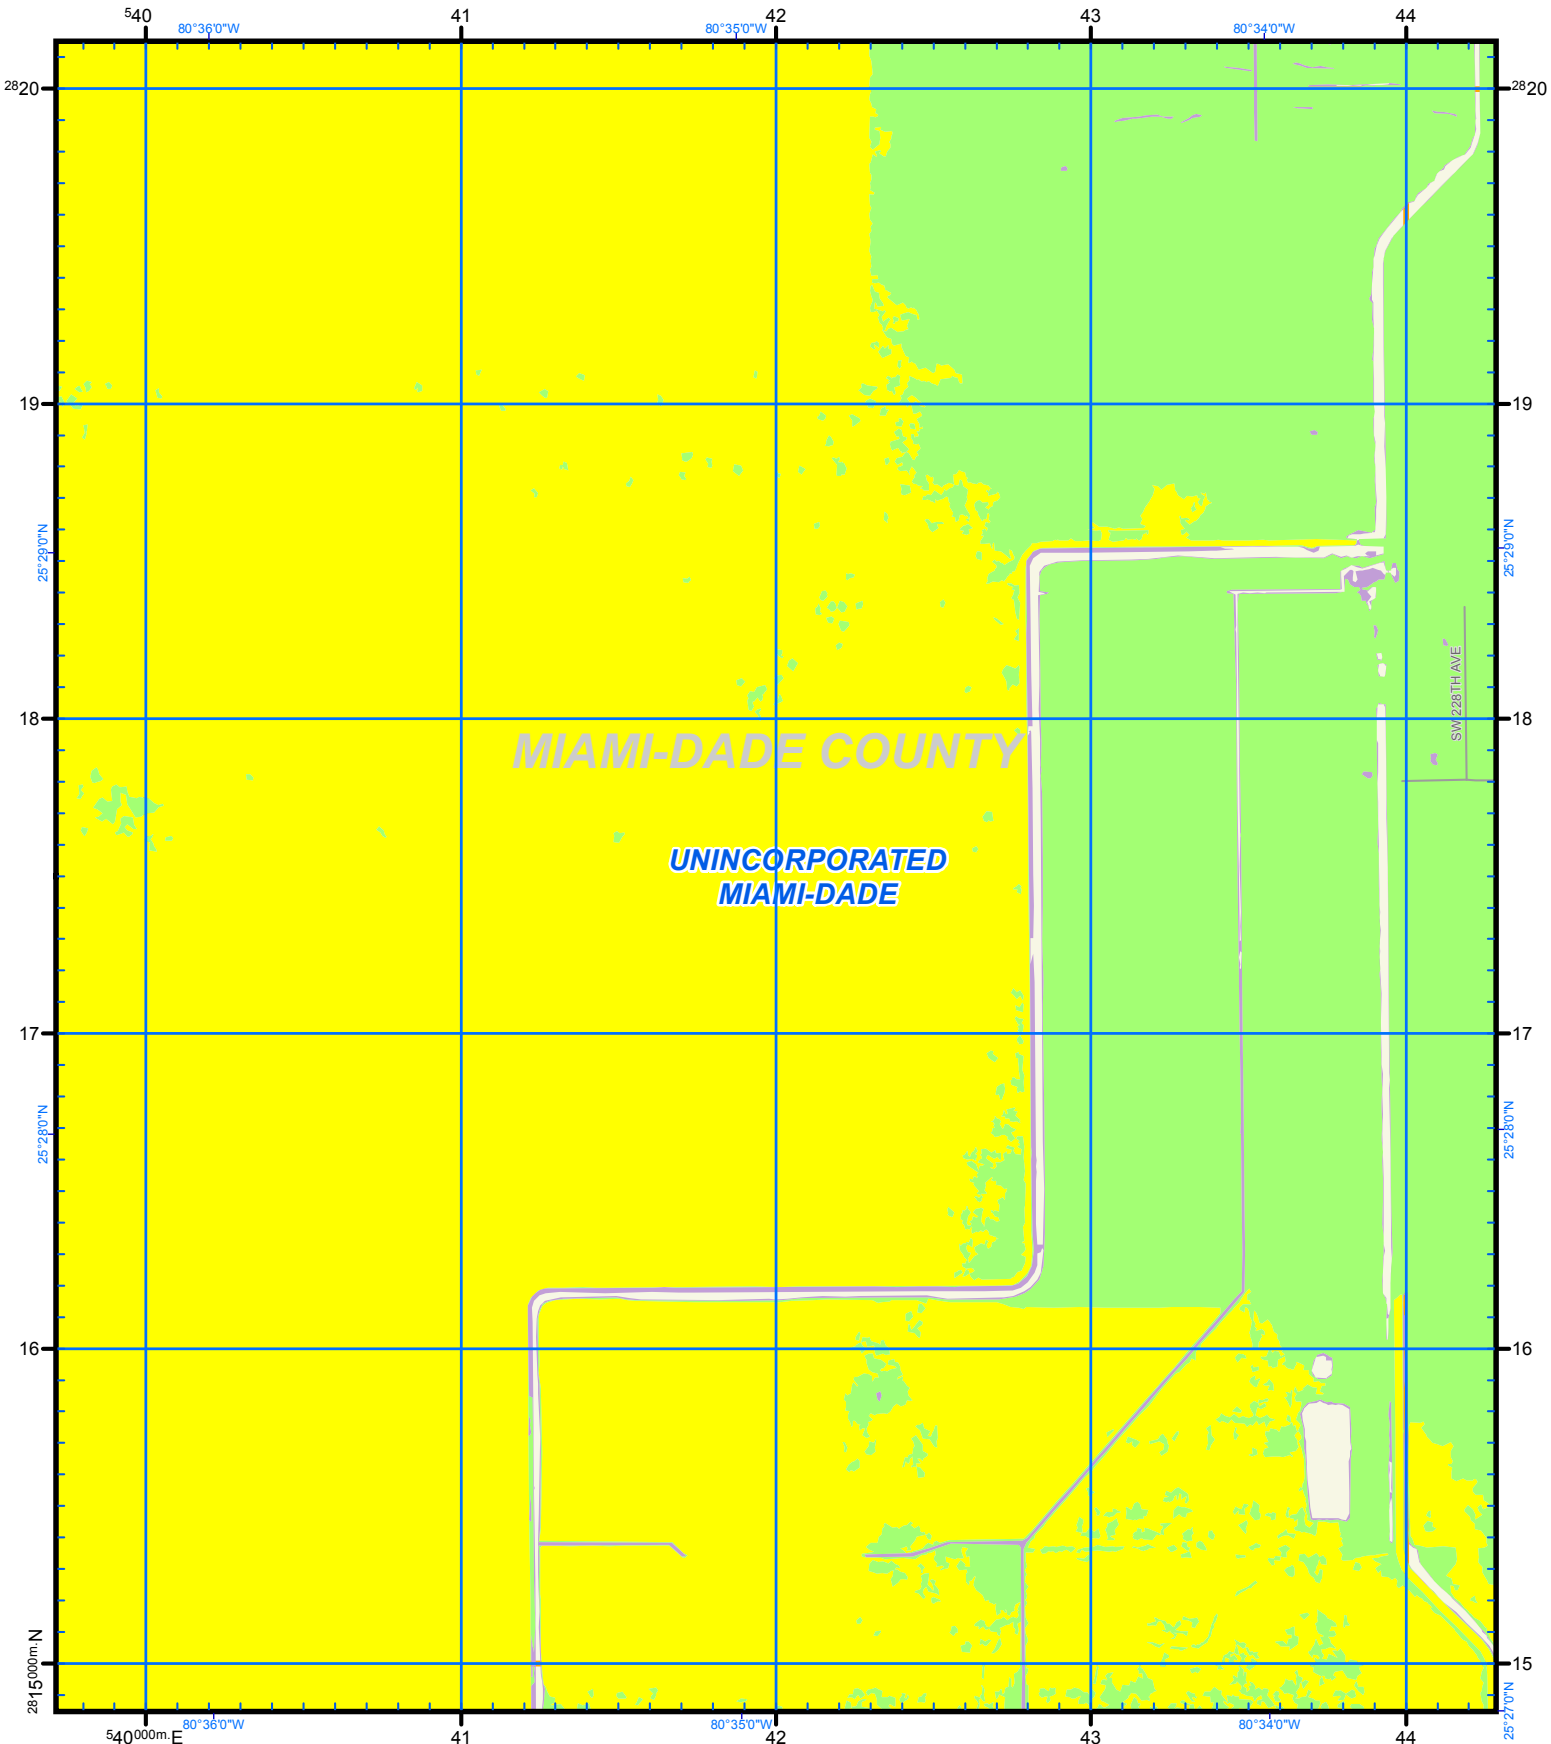 540 41 42 43 44
80°36'0"W 80°35'0"W 80°34'0"W
2820 2820
19 19
25°29'0"N 25°29'0"N
SW 228TH AVE
18 18
MIAMI-DADE COUNTY
UNINCORPORATED
MIAMI-DADE
17 17
25°28'0"N 25°28'0"N
16 16
2815000m.N 15
25°27'0"N
80°36'0"W 80°35'0"W 80°34'0"W
540000m.E 41 42 43 44